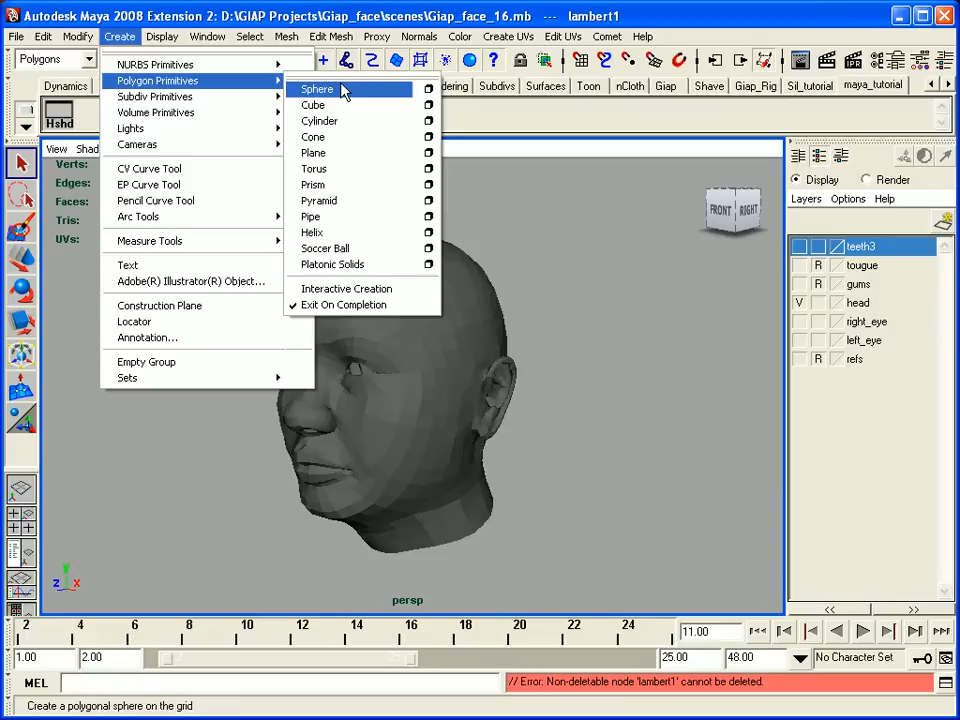 Autodesk Maya 2008 Extension 2: D:\GIAP Projects\Giap_face\scenes\Giap_face_16.mb --- lambert1
File Edit Modify Create Display Window Select Mesh Edit Mesh Proxy Normals Color Create UVs Edit UVs Comet Help
Polygons
Dynamics
dering Subdivs Surfaces Toon nCloth Giap Giap_Rig Sil_tutorial maya_tutorial
Hshd
NURBS Primitives
Polygon Primitives
Subdiv Primitives
Volume Primitives
Lights
Cameras
CV Curve Tool
EP Curve Tool
Pencil Curve Tool
Arc Tools
Measure Tools
Text
Adobe(R) Illustrator(R) Object...
Construction Plane
Locator
Annotation...
Empty Group
Sets
Sphere
Cube
Cylinder
Cone
Plane
Torus
Prism
Pyramid
Pipe
Helix
Soccer Ball
Platonic Solids
Interactive Creation
Exit On Completion
View Shad
Verts:
Edges:
Faces:
Tris:
UVs:
FRONT RIGHT
z y x
persp
Display Render
Layers Options Help
teeth3
R tougue
R gums
V head
right_eye
left_eye
R refs
<< >>
2 4 6 8 10 12 14 16 18 20 22 24
11.00
1.00 2.00 25.00 48.00 No Character Set
MEL // Error: Non-deletable node 'lambert1' cannot be deleted.
Create a polygonal sphere on the grid